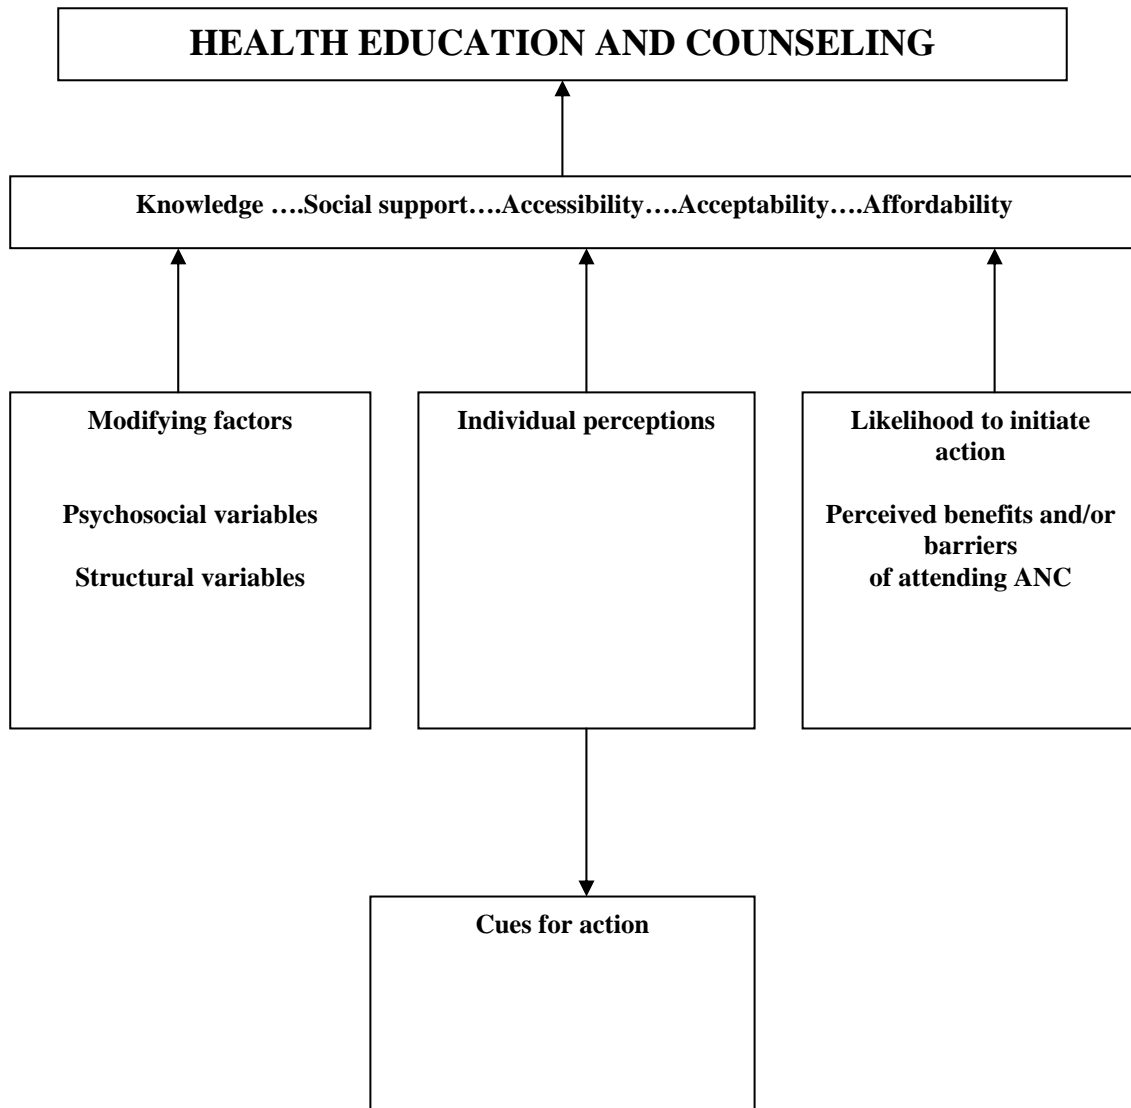 HEALTH EDUCATION AND COUNSELING
Knowledge ….Social support….Accessibility….Acceptability….Affordability
Modifying factors
Psychosocial variables
Structural variables
Individual perceptions
Likelihood to initiate
action
Perceived benefits and/or
barriers
of attending ANC
Cues for action